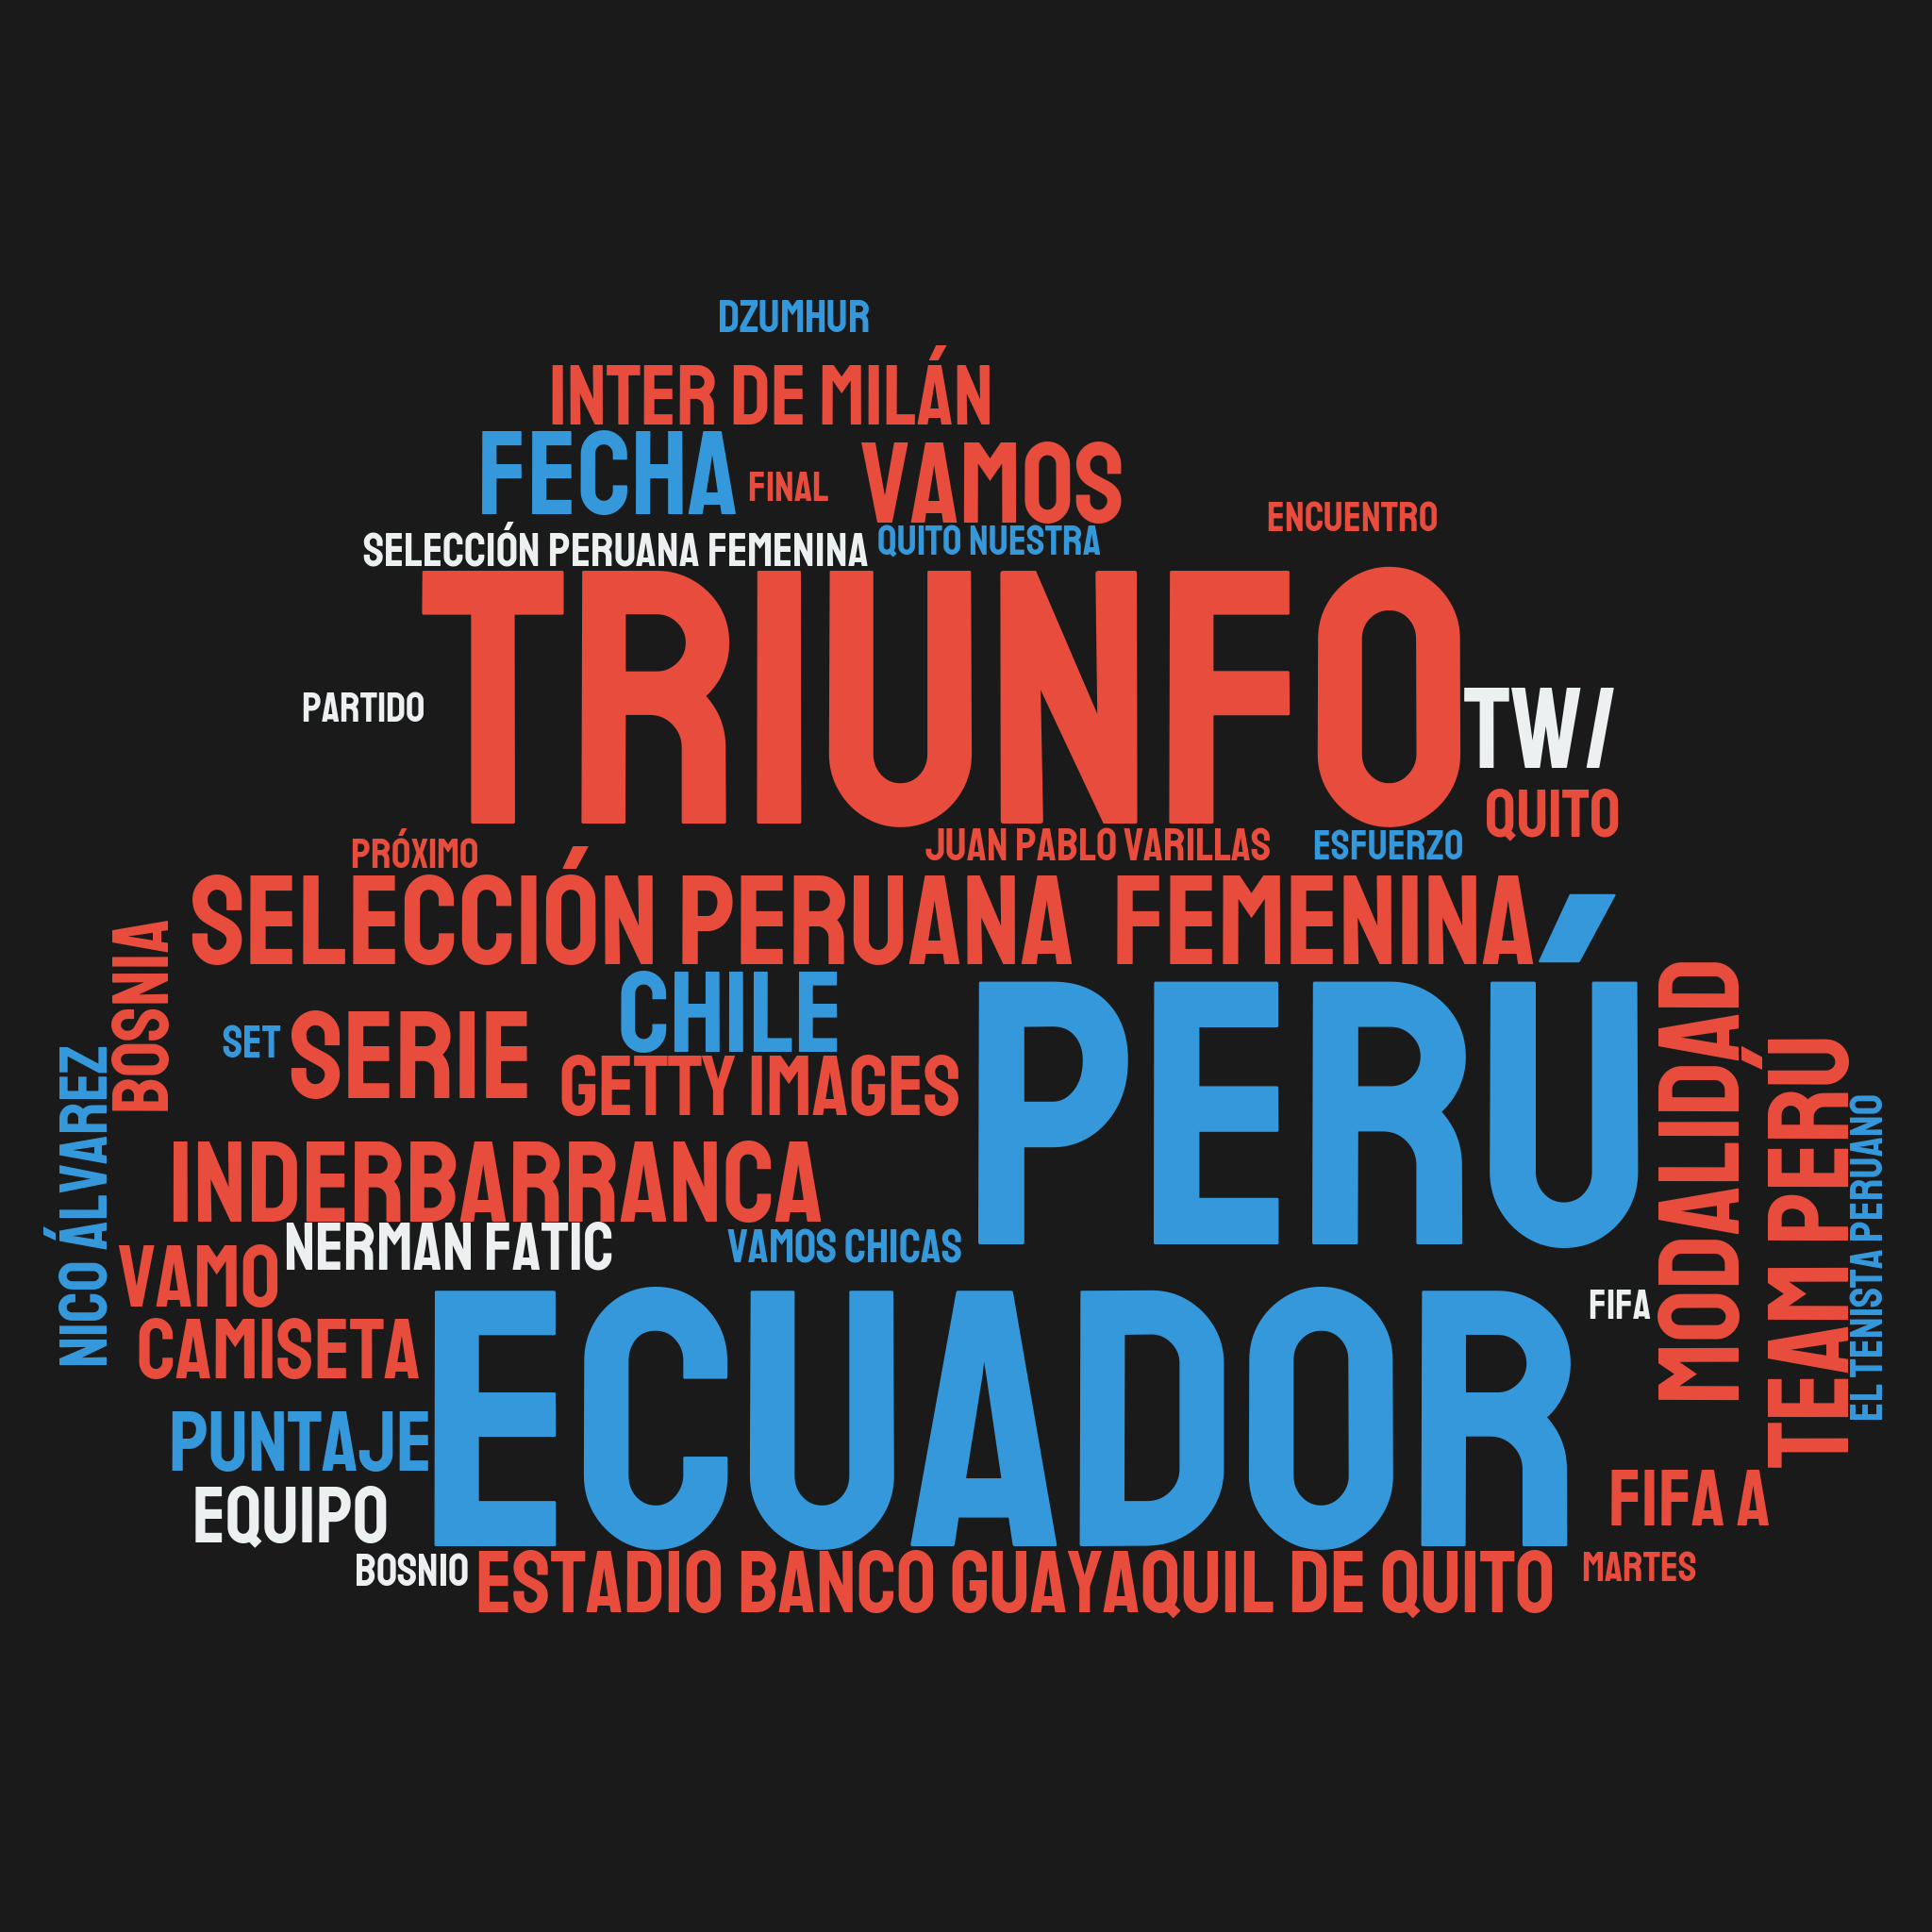 DZUMHUR
INTER DE MILÁN
FECHA
FINAL
VAMOS
ENCUENTRO
SELECCIÓN PERUANA FEMENINA
QUITO NUESTRA
TRIUNFO
PARTIDO
TW/
QUITO
PRÓXIMO
JUAN PABLO VARILLAS
ESFUERZO
SELECCIÓN PERUANA FEMENINA
BOSNIA
CHILE
PERÚ
MODALIDAD
SET
SERIE
GETTY IMAGES
TEAM PERÚ
NICO ÁLVAREZ
EL TENISTA PERUANO
INDERBARRANCA
NERMAN FATIC
VAMOS CHICAS
VAMO
ECUADOR
FIFA
CAMISETA
PUNTAJE
EQUIPO
FIFA A
BOSNIO
ESTADIO BANCO GUAYAQUIL DE QUITO
MARTES